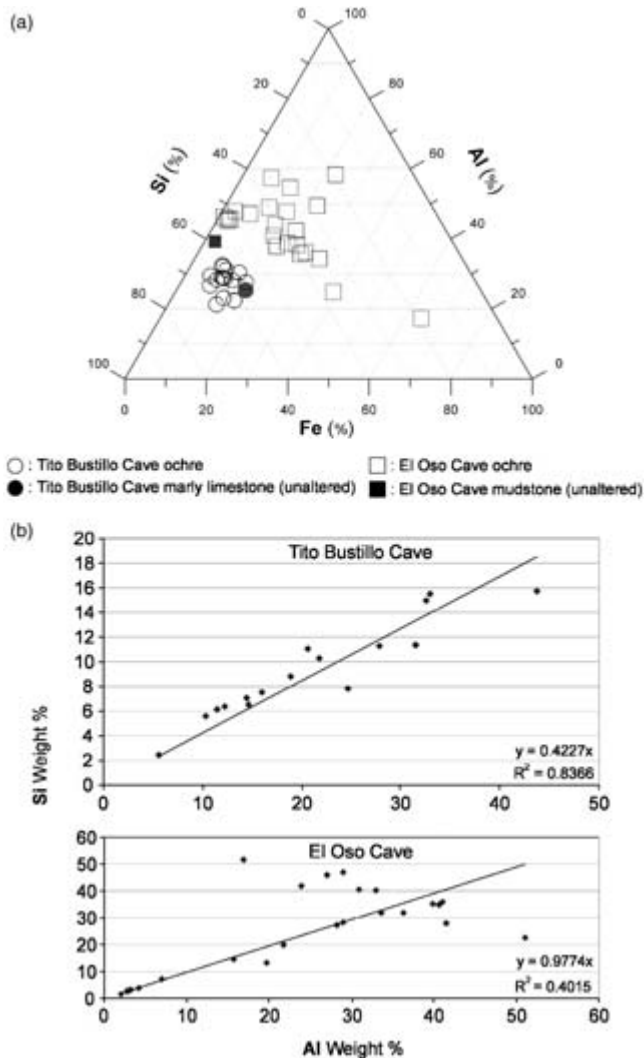 (a)
0 100
20 80
40 60
Si (%) Al (%)
60 40
80 20
100 0
0 20 40 60 80 100
Fe (%)
○ : Tito Bustillo Cave ochre □ : El Oso Cave ochre
● : Tito Bustillo Cave marly limestone (unaltered) ■ : El Oso Cave mudstone (unaltered)
(b)
Tito Bustillo Cave
20
18
16
14
12
10
8
6
4
2
0
y = 0.4227x
R² = 0.8366
0 10 20 30 40 50
Si Weight %
El Oso Cave
60
50
40
30
20
10
0
y = 0.9774x
R² = 0.4015
0 10 20 30 40 50 60
Al Weight %